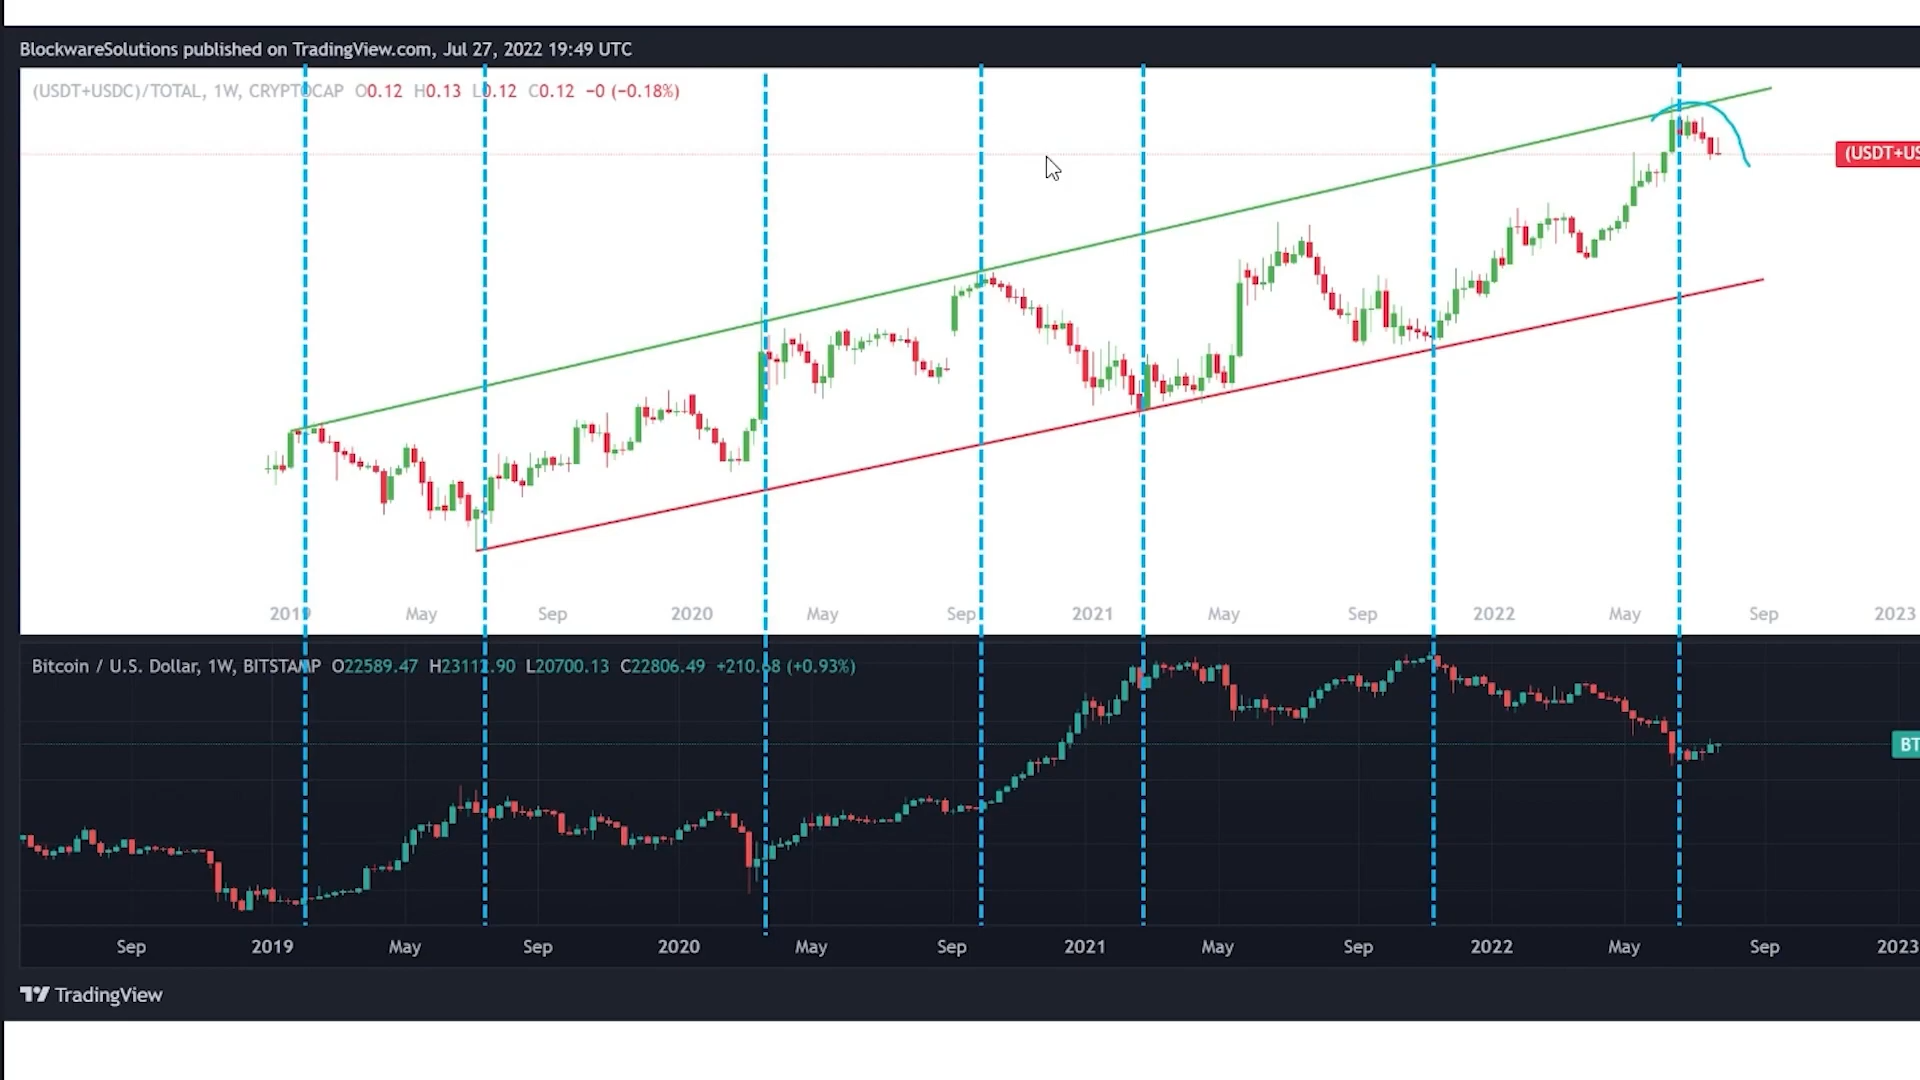 BlockwareSolutions published on TradingView.com, Jul 27, 2022 19:49 UTC
(USDT+USDC)/TOTAL, 1W, CRYPTOCAP O0.12 H0.13 L0.12 C0.12 −0 (−0.18%)
(USDT+US
2019 May Sep 2020 May Sep 2021 May Sep 2022 May Sep 2023
Bitcoin / U.S. Dollar, 1W, BITSTAMP O22589.47 H23112.90 L20700.13 C22806.49 +210.68 (+0.93%)
BT
Sep 2019 May Sep 2020 May Sep 2021 May Sep 2022 May Sep 2023
TradingView